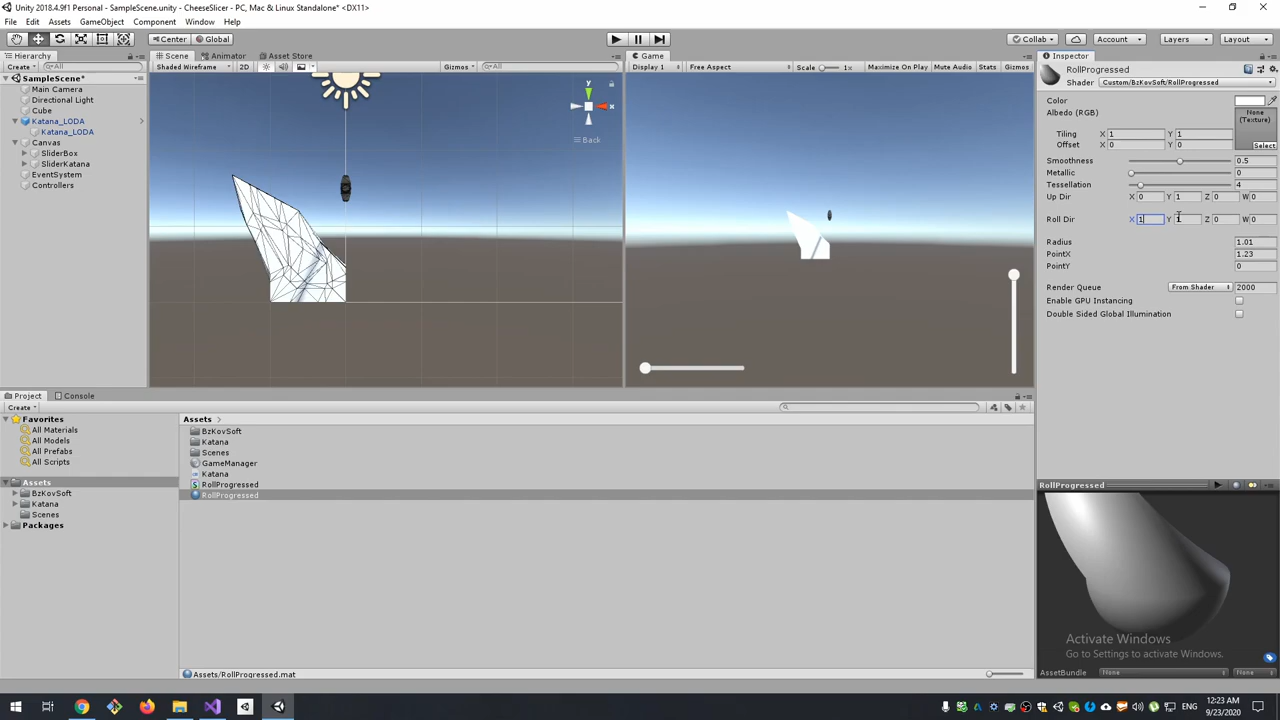 Unity 2018.4.9f1 Personal - SampleScene.unity - CheeseSlicer - PC, Mac & Linux Standalone* <DX11>
File Edit Assets GameObject Component Window Help
Center Global Collab Account Layers Layout
Hierarchy Scene Animator Asset Store Game Inspector
Create All Shaded Wireframe 2D Gizmos All Display 1 Free Aspect Scale 1x Maximize On Play Mute Audio Stats Gizmos
RollProgressed
Shader Custom/BzKovSoft/RollProgressed
SampleScene*
Main Camera
Directional Light
Cube
Katana_LODA
Katana_LODA
Canvas
SliderBox
SliderKatana
EventSystem
Controllers
y
x
Back
Color
Albedo (RGB)
None
(Texture)
Select
Tiling X 1 Y 1
Offset X 0 Y 0
Smoothness 0.5
Metallic 0
Tessellation 4
Up Dir X 0 Y 1 Z 0 W 0
Roll Dir X 1 Y Z 0 W 0
Radius 1.01
PointX 1.23
PointY 0
Render Queue From Shader 2000
Enable GPU Instancing
Double Sided Global Illumination
Project Console
Create
Favorites
All Materials
All Models
All Prefabs
All Scripts
Assets
BzKovSoft
Katana
Scenes
Packages
Assets
BzKovSoft
Katana
Scenes
GameManager
Katana
RollProgressed
RollProgressed
Assets/RollProgressed.mat
RollProgressed
Activate Windows
Go to Settings to activate Windows.
AssetBundle None None
ENG
12:23 AM
9/23/2020